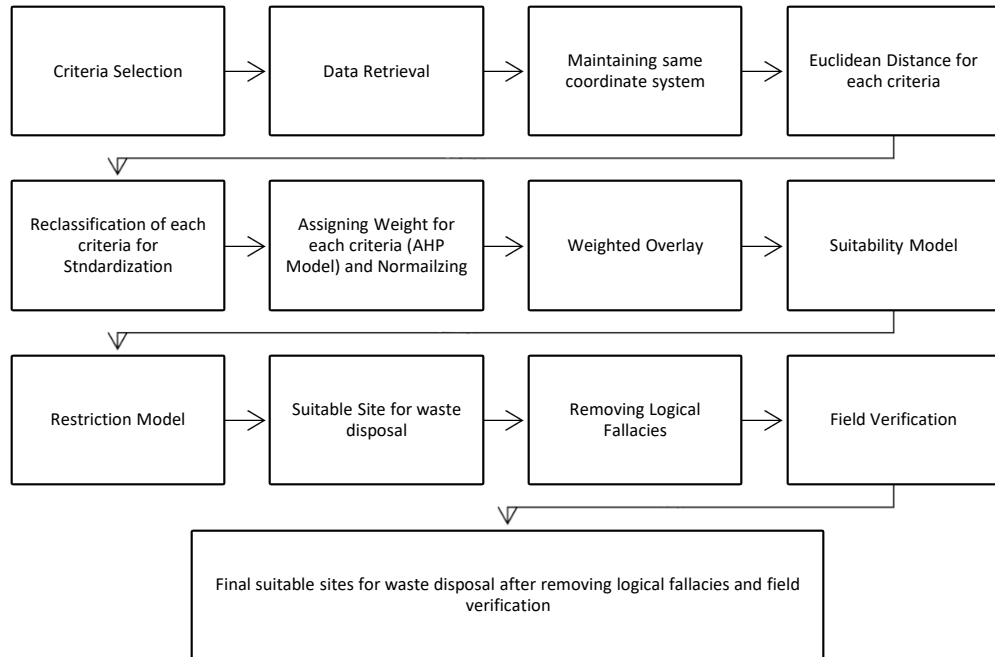 Criteria Selection
Data Retrieval
Maintaining same
coordinate system
Euclidean Distance for
each criteria
Reclassification of each
criteria for
Stndardization
Assigning Weight for
each criteria (AHP
Model) and Normailzing
Weighted Overlay
Suitability Model
Restriction Model
Suitable Site for waste
disposal
Removing Logical
Fallacies
Field Verification
Final suitable sites for waste disposal after removing logical fallacies and field
verification